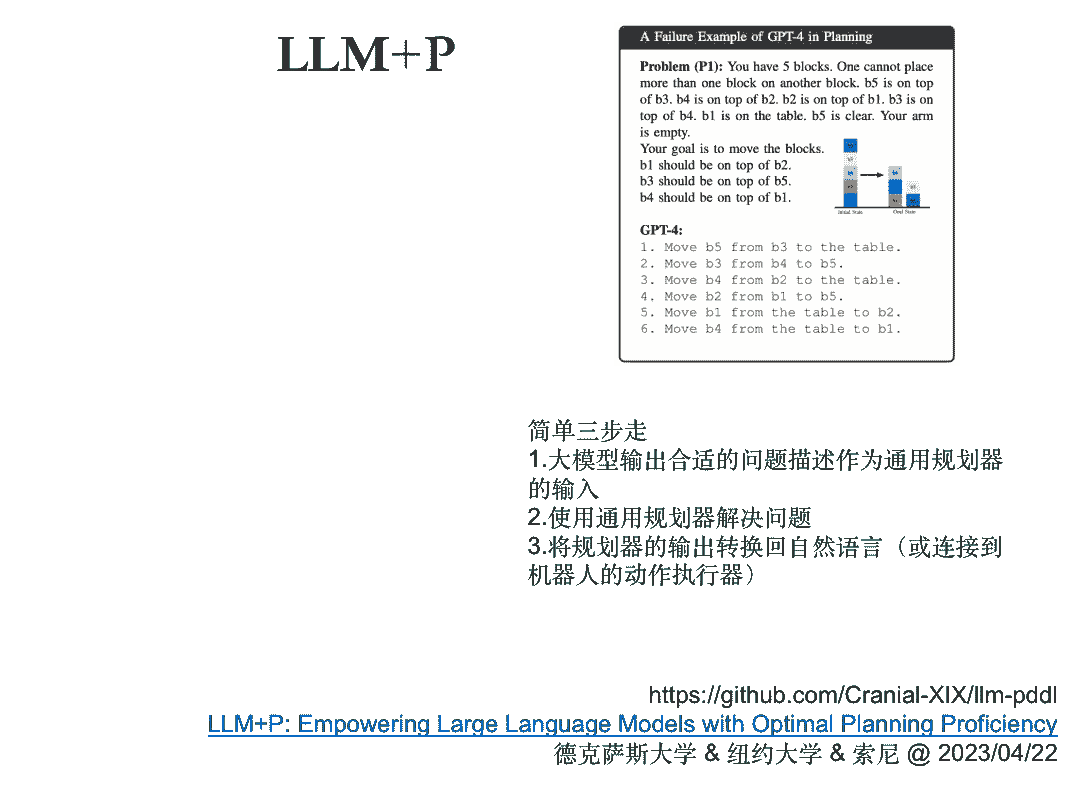 LLM+P
A Failure Example of GPT-4 in Planning
Problem (P1): You have 5 blocks. One cannot place
more than one block on another block. b5 is on top
of b3. b4 is on top of b2. b2 is on top of b1. b3 is on
top of b4. b1 is on the table. b5 is clear. Your arm
is empty.
Your goal is to move the blocks.
b1 should be on top of b2.
b3 should be on top of b5.
b4 should be on top of b1.
Initial State
Goal State
GPT-4:
1. Move b5 from b3 to the table.
2. Move b3 from b4 to b5.
3. Move b4 from b2 to the table.
4. Move b2 from b1 to b5.
5. Move b1 from the table to b2.
6. Move b4 from the table to b1.
简单三步走
1.大模型输出合适的问题描述作为通用规划器
的输入
2.使用通用规划器解决问题
3.将规划器的输出转换回自然语言（或连接到
机器人的动作执行器）
https://github.com/Cranial-XIX/llm-pddl
LLM+P: Empowering Large Language Models with Optimal Planning Proficiency
德克萨斯大学 & 纽约大学 & 索尼 @ 2023/04/22